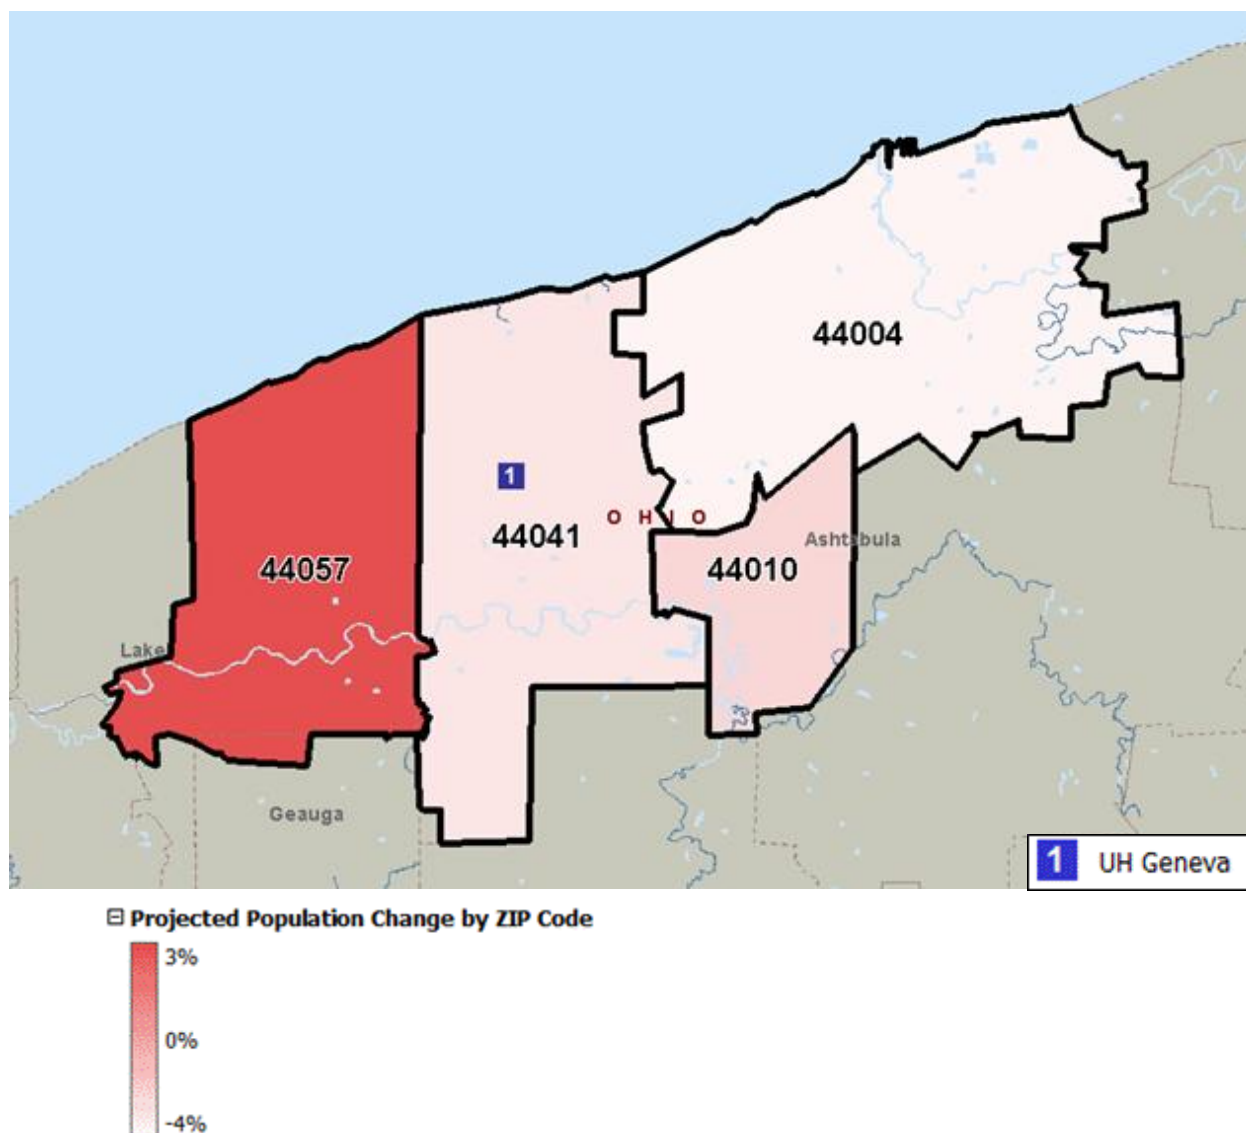 44004
1
OHIO
44041
Ashtabula
44057
44010
Lake
Geauga
1 UH Geneva
Projected Population Change by ZIP Code
3%
0%
-4%